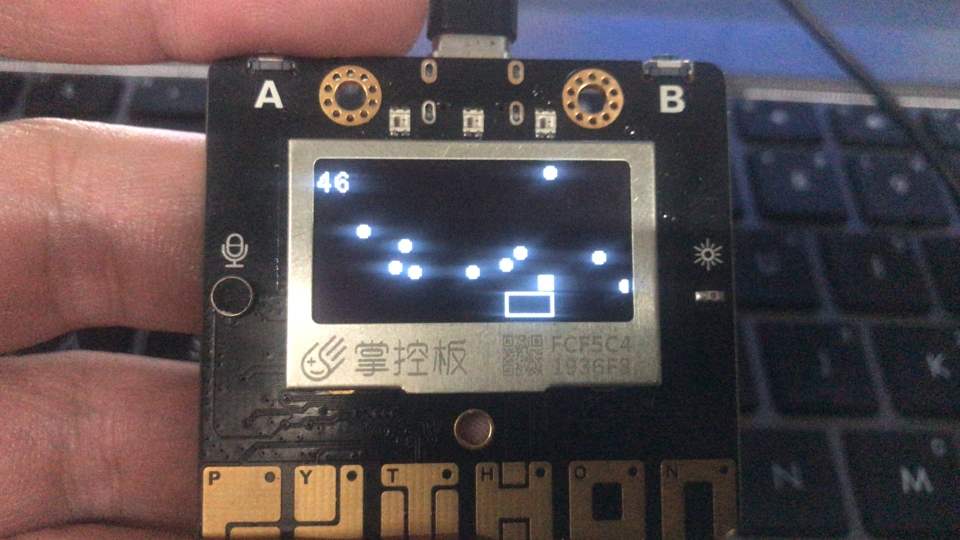 A B
46
掌控板
FCF5C4
1936F8
P Y T H O N
K
N M